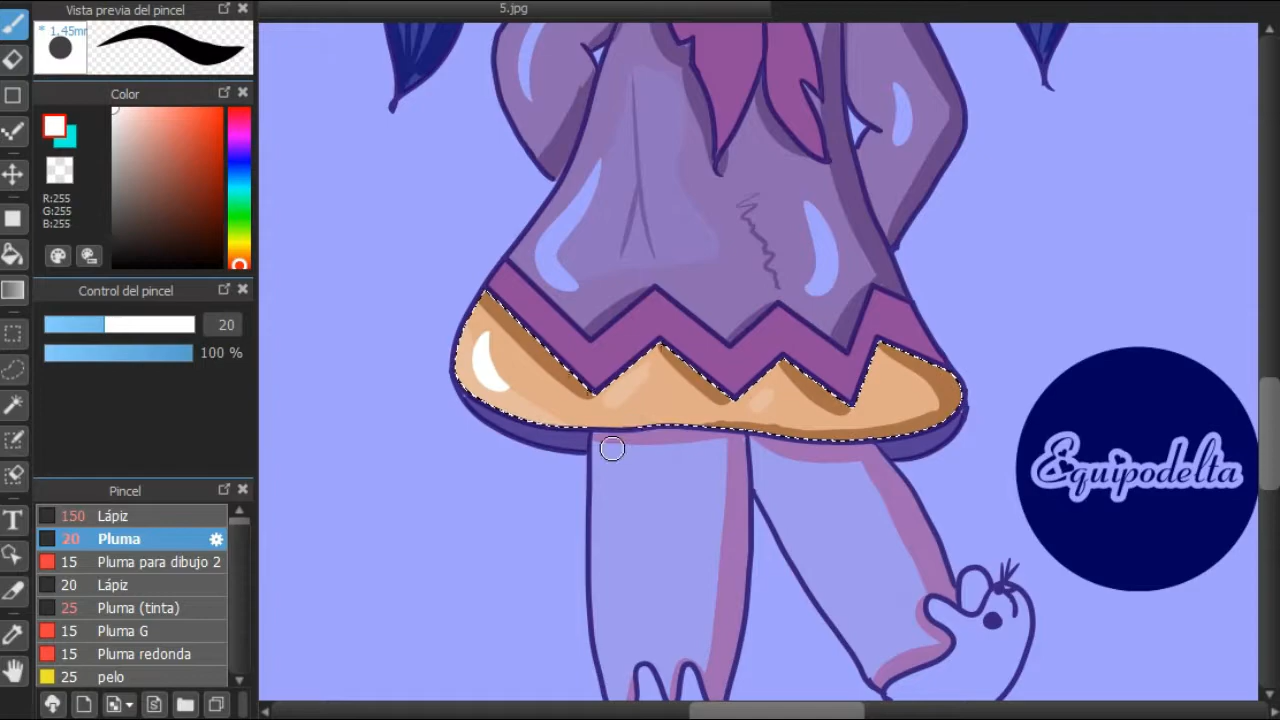 Vista previa del pincel
5.jpg
* 1.45mm
Color
R:255
G:255
B:255
Control del pincel
20
100 %
Pincel
150 Lápiz
20 Pluma
15 Pluma para dibujo 2
20 Lápiz
25 Pluma (tinta)
15 Pluma G
15 Pluma redonda
25 pelo
T
S
Equipodelta